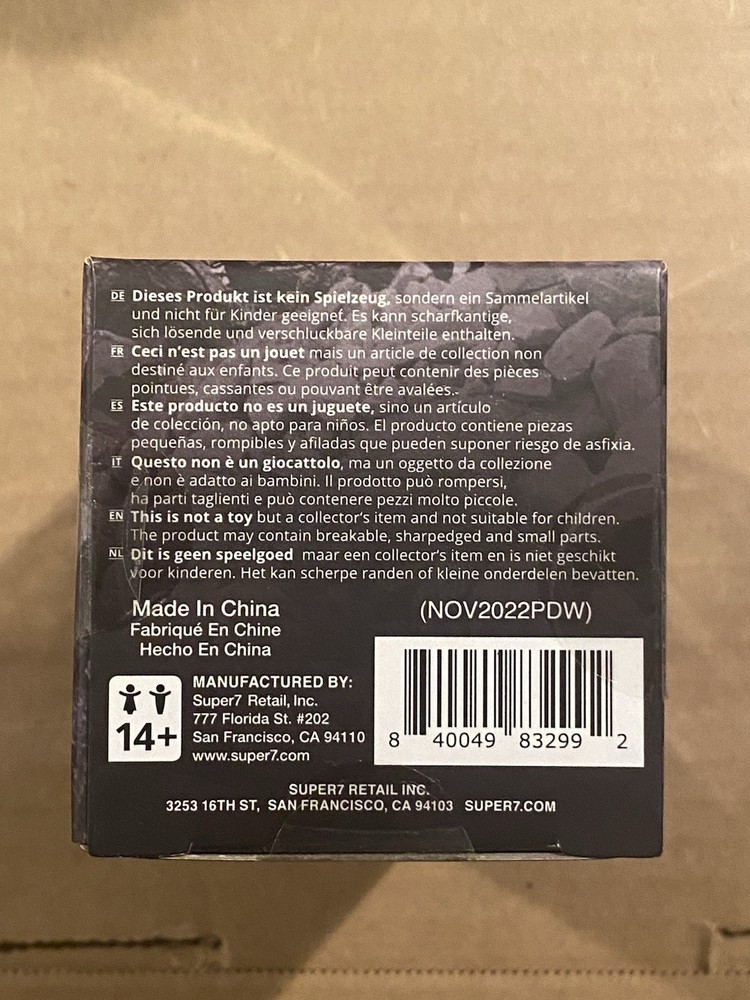 DE Dieses Produkt ist kein Spielzeug, sondern ein Sammelartikel
und nicht für Kinder geeignet. Es kann scharfkantige,
sich lösende und verschluckbare Kleinteile enthalten.
FR Ceci n'est pas un jouet mais un article de collection non
destiné aux enfants. Ce produit peut contenir des pièces
pointues, cassantes ou pouvant être avalées.
ES Este producto no es un juguete, sino un artículo
de colección, no apto para niños. El producto contiene piezas
pequeñas, rompibles y afiladas que pueden suponer riesgo de asfixia.
IT Questo non è un giocattolo, ma un oggetto da collezione
e non è adatto ai bambini. Il prodotto può rompersi,
ha parti taglienti e può contenere pezzi molto piccole.
EN This is not a toy but a collector's item and not suitable for children.
The product may contain breakable, sharpedged and small parts.
NL Dit is geen speelgoed maar een collector's item en is niet geschikt
voor kinderen. Het kan scherpe randen of kleine onderdelen bevatten.
Made In China
Fabriqué En Chine
Hecho En China
(NOV2022PDW)
14+
MANUFACTURED BY:
Super7 Retail, Inc.
777 Florida St. #202
San Francisco, CA 94110
www.super7.com
8 40049 83299 2
SUPER7 RETAIL INC.
3253 16TH ST, SAN FRANCISCO, CA 94103 SUPER7.COM